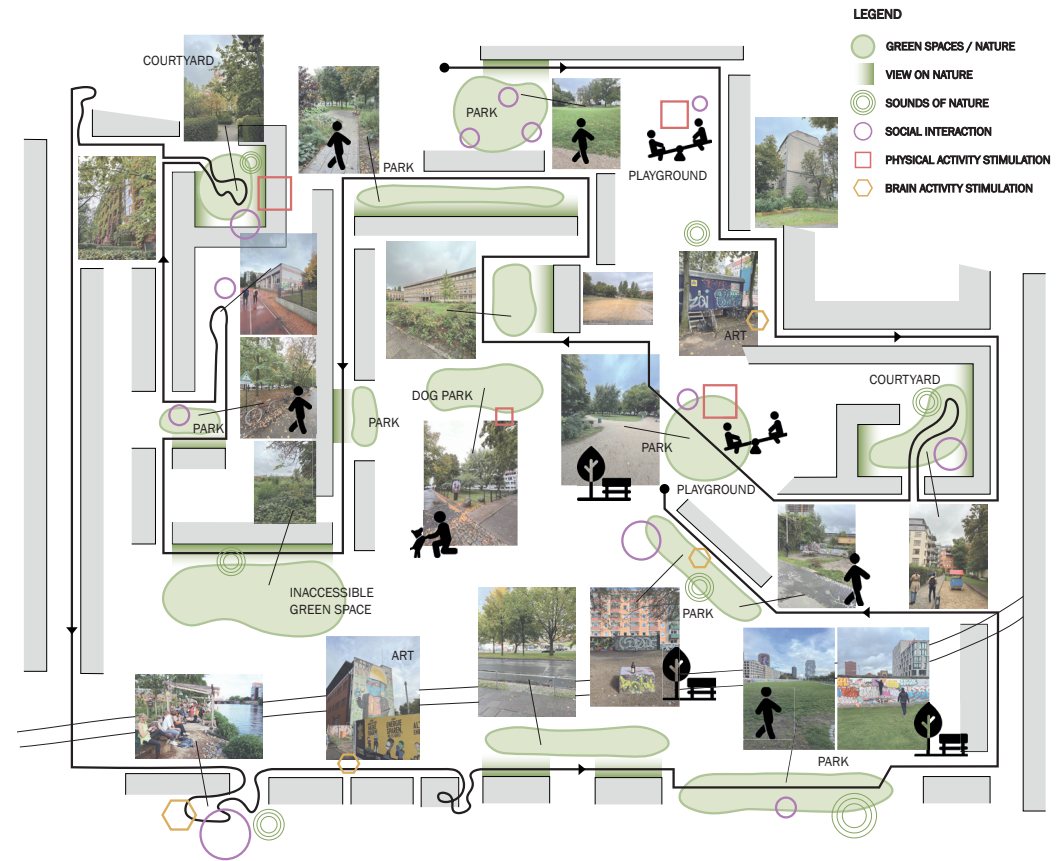 LEGEND
GREEN SPACES / NATURE
VIEW ON NATURE
SOUNDS OF NATURE
SOCIAL INTERACTION
PHYSICAL ACTIVITY STIMULATION
BRAIN ACTIVITY STIMULATION
COURTYARD
PARK
PARK
PLAYGROUND
ART
COURTYARD
DOG PARK
PARK
PARK
PARK
PLAYGROUND
INACCESSIBLE
GREEN SPACE
PARK
ART
PARK